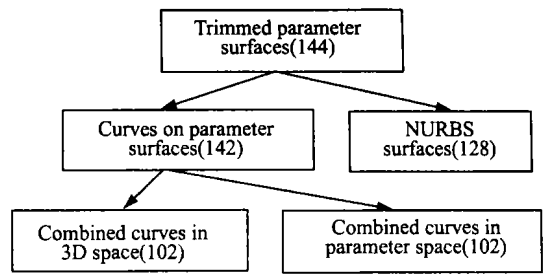 Trimmed parameter
surfaces(144)
Curves on parameter
surfaces(142)
NURBS
surfaces(128)
Combined curves in
3D space(102)
Combined curves in
parameter space(102)